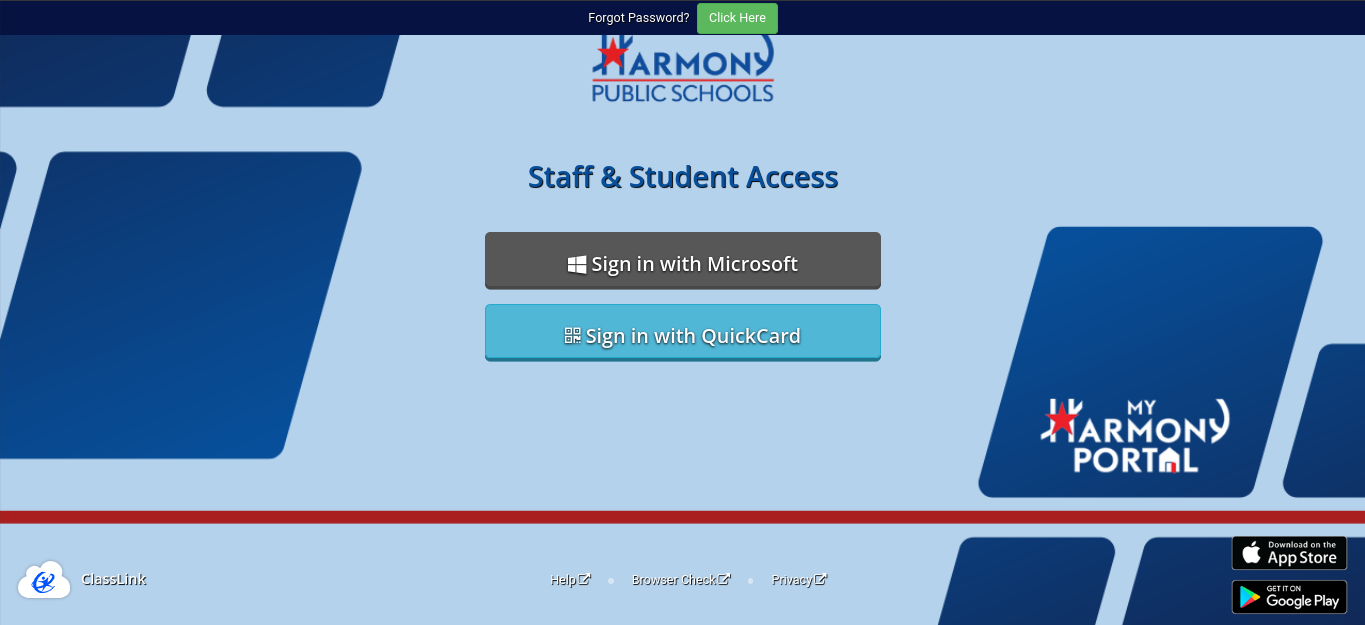 Forgot Password? Click Here
HARMONY
PUBLIC SCHOOLS
Staff & Student Access
Sign in with Microsoft
Sign in with QuickCard
MY
HARMONY
PORTAL
ClassLink
Help
Browser Check
Privacy
Download on the
App Store
GET IT ON
Google Play